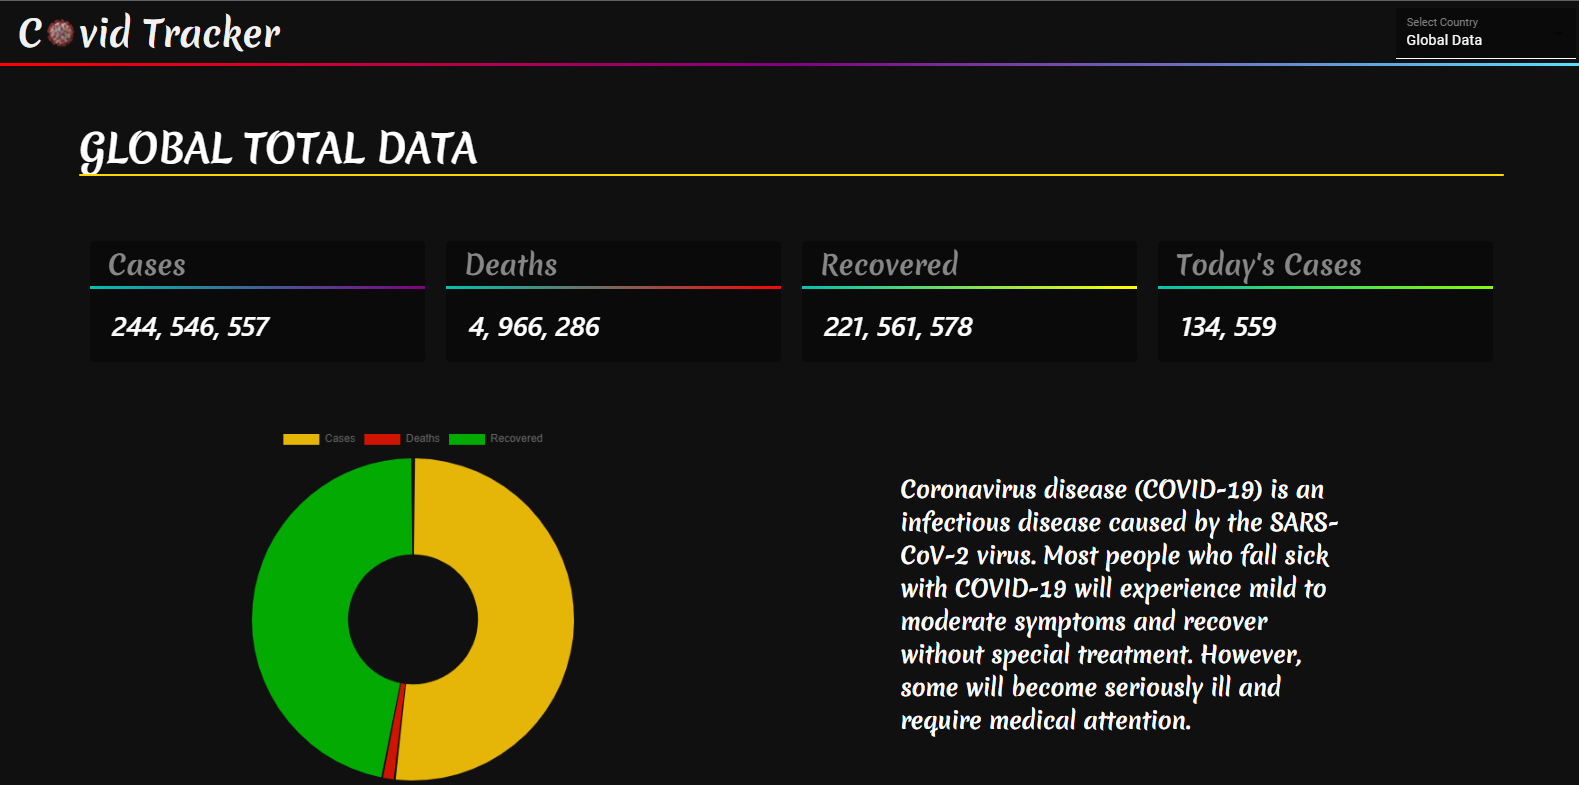 Covid Tracker
Select Country
Global Data
GLOBAL TOTAL DATA
Cases
Deaths
Recovered
Today's Cases
244, 546, 557
4, 966, 286
221, 561, 578
134, 559
Cases
Deaths
Recovered
Coronavirus disease (COVID-19) is an
infectious disease caused by the SARS-
CoV-2 virus. Most people who fall sick
with COVID-19 will experience mild to
moderate symptoms and recover
without special treatment. However,
some will become seriously ill and
require medical attention.